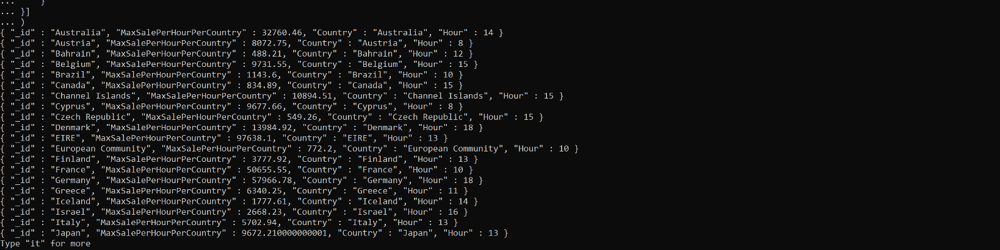 ...     }
... }]
... )
{ "_id" : "Australia", "MaxSalePerHourPerCountry" : 32760.46, "Country" : "Australia", "Hour" : 14 }
{ "_id" : "Austria", "MaxSalePerHourPerCountry" : 8072.75, "Country" : "Austria", "Hour" : 8 }
{ "_id" : "Bahrain", "MaxSalePerHourPerCountry" : 488.21, "Country" : "Bahrain", "Hour" : 12 }
{ "_id" : "Belgium", "MaxSalePerHourPerCountry" : 9731.55, "Country" : "Belgium", "Hour" : 15 }
{ "_id" : "Brazil", "MaxSalePerHourPerCountry" : 1143.6, "Country" : "Brazil", "Hour" : 10 }
{ "_id" : "Canada", "MaxSalePerHourPerCountry" : 834.89, "Country" : "Canada", "Hour" : 15 }
{ "_id" : "Channel Islands", "MaxSalePerHourPerCountry" : 10894.51, "Country" : "Channel Islands", "Hour" : 15 }
{ "_id" : "Cyprus", "MaxSalePerHourPerCountry" : 9677.66, "Country" : "Cyprus", "Hour" : 8 }
{ "_id" : "Czech Republic", "MaxSalePerHourPerCountry" : 549.26, "Country" : "Czech Republic", "Hour" : 15 }
{ "_id" : "Denmark", "MaxSalePerHourPerCountry" : 13984.92, "Country" : "Denmark", "Hour" : 18 }
{ "_id" : "EIRE", "MaxSalePerHourPerCountry" : 97638.1, "Country" : "EIRE", "Hour" : 13 }
{ "_id" : "European Community", "MaxSalePerHourPerCountry" : 772.2, "Country" : "European Community", "Hour" : 10 }
{ "_id" : "Finland", "MaxSalePerHourPerCountry" : 3777.92, "Country" : "Finland", "Hour" : 13 }
{ "_id" : "France", "MaxSalePerHourPerCountry" : 50655.55, "Country" : "France", "Hour" : 10 }
{ "_id" : "Germany", "MaxSalePerHourPerCountry" : 57966.78, "Country" : "Germany", "Hour" : 18 }
{ "_id" : "Greece", "MaxSalePerHourPerCountry" : 6340.25, "Country" : "Greece", "Hour" : 11 }
{ "_id" : "Iceland", "MaxSalePerHourPerCountry" : 1777.61, "Country" : "Iceland", "Hour" : 14 }
{ "_id" : "Israel", "MaxSalePerHourPerCountry" : 2668.23, "Country" : "Israel", "Hour" : 16 }
{ "_id" : "Italy", "MaxSalePerHourPerCountry" : 5702.94, "Country" : "Italy", "Hour" : 13 }
{ "_id" : "Japan", "MaxSalePerHourPerCountry" : 9672.210000000001, "Country" : "Japan", "Hour" : 13 }
Type "it" for more